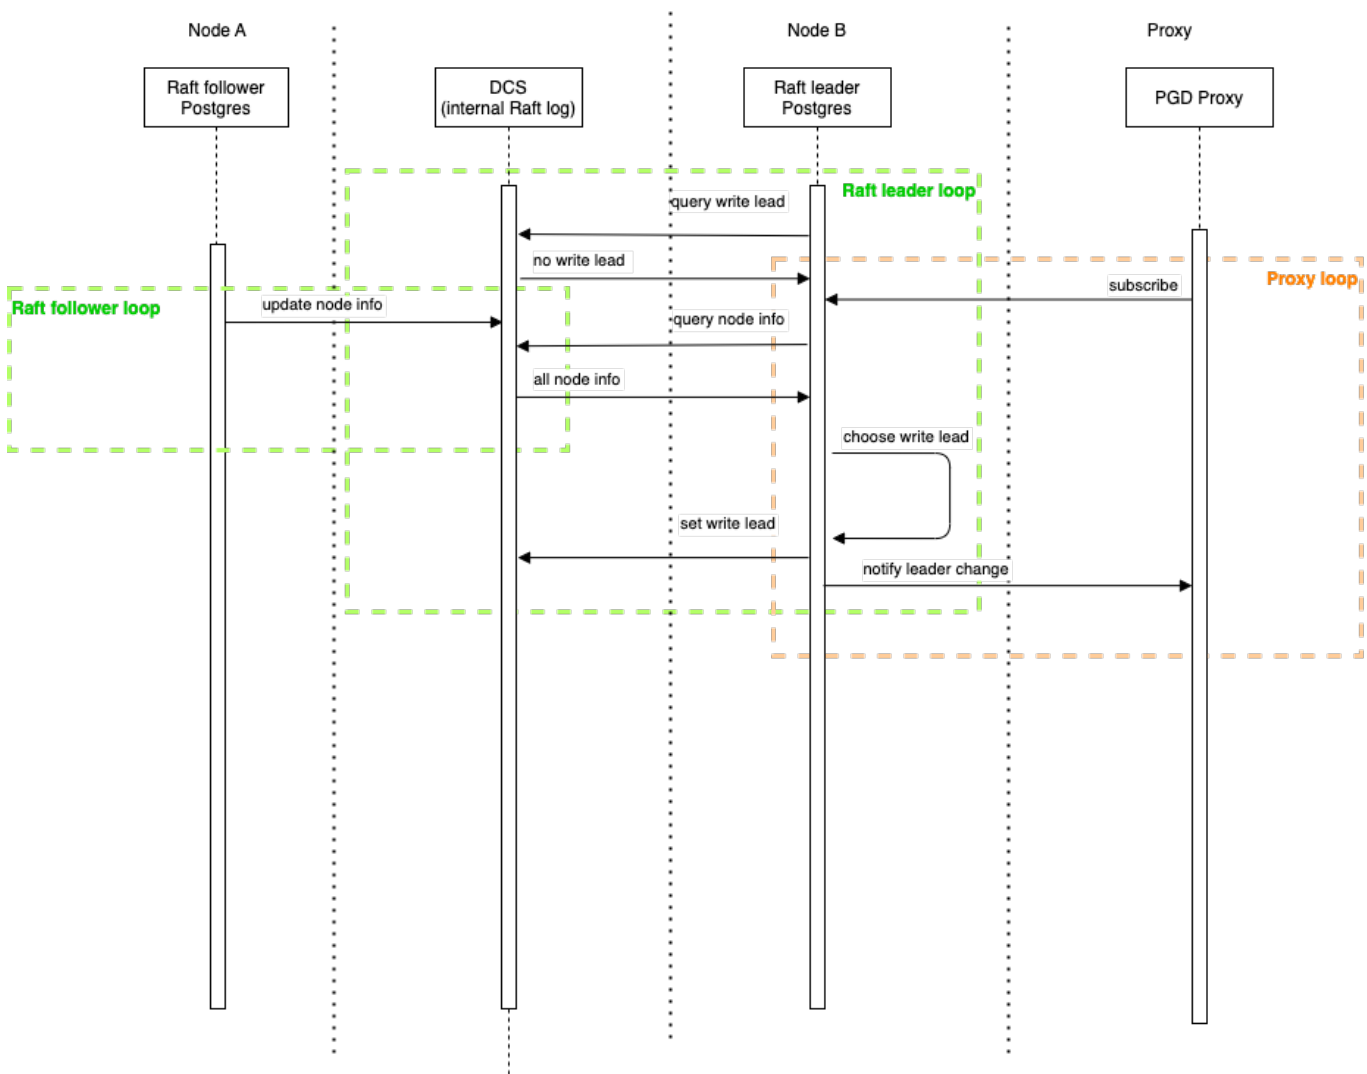 Node A
Node B
Proxy
Raft follower
Postgres
DCS
(internal Raft log)
Raft leader
Postgres
PGD Proxy
Raft leader loop
query write lead
no write lead
Proxy loop
subscribe
Raft follower loop
update node info
query node info
all node info
choose write lead
set write lead
notify leader change